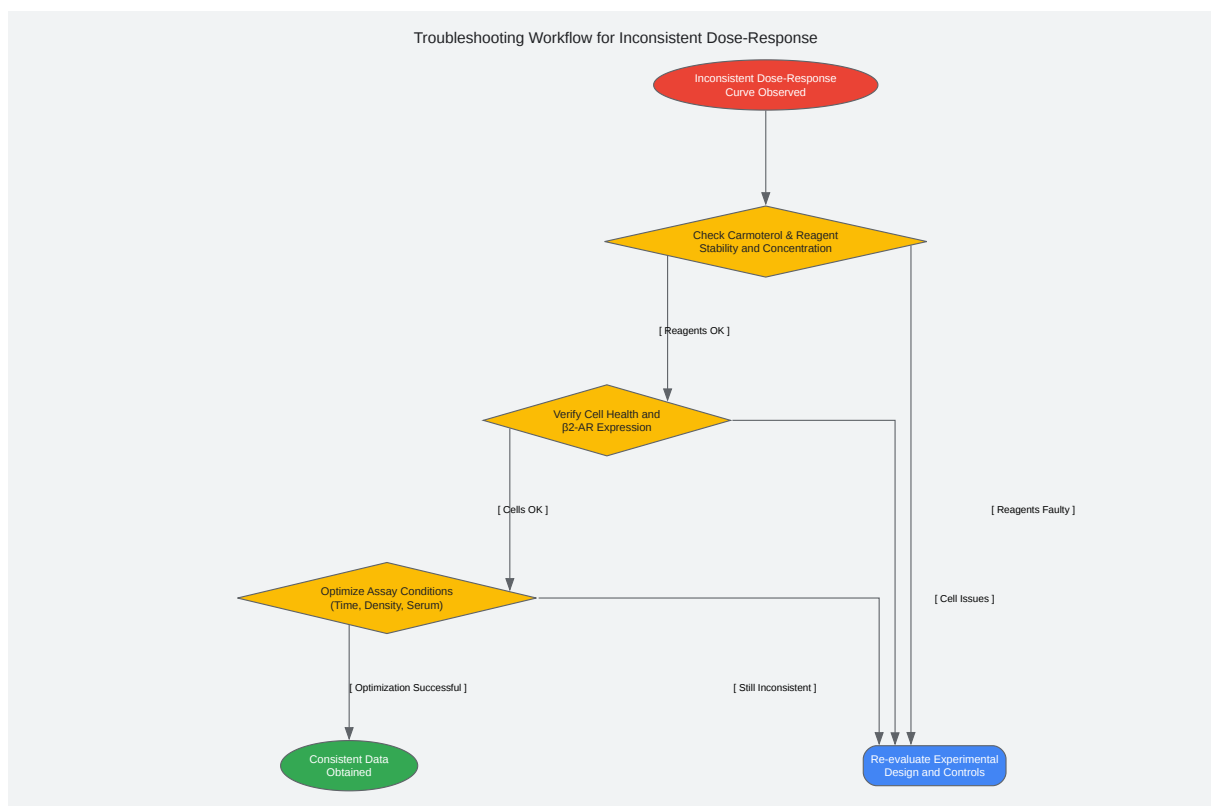 Troubleshooting Workflow for Inconsistent Dose-Response
Inconsistent Dose-Response
Curve Observed
Check Carmoterol & Reagent
Stability and Concentration
[ Reagents OK ]
Verify Cell Health and
β2-AR Expression
[ Cells OK ]
[ Reagents Faulty ]
Optimize Assay Conditions
(Time, Density, Serum)
[ Cell Issues ]
[ Optimization Successful ]
[ Still Inconsistent ]
Consistent Data
Obtained
Re-evaluate Experimental
Design and Controls